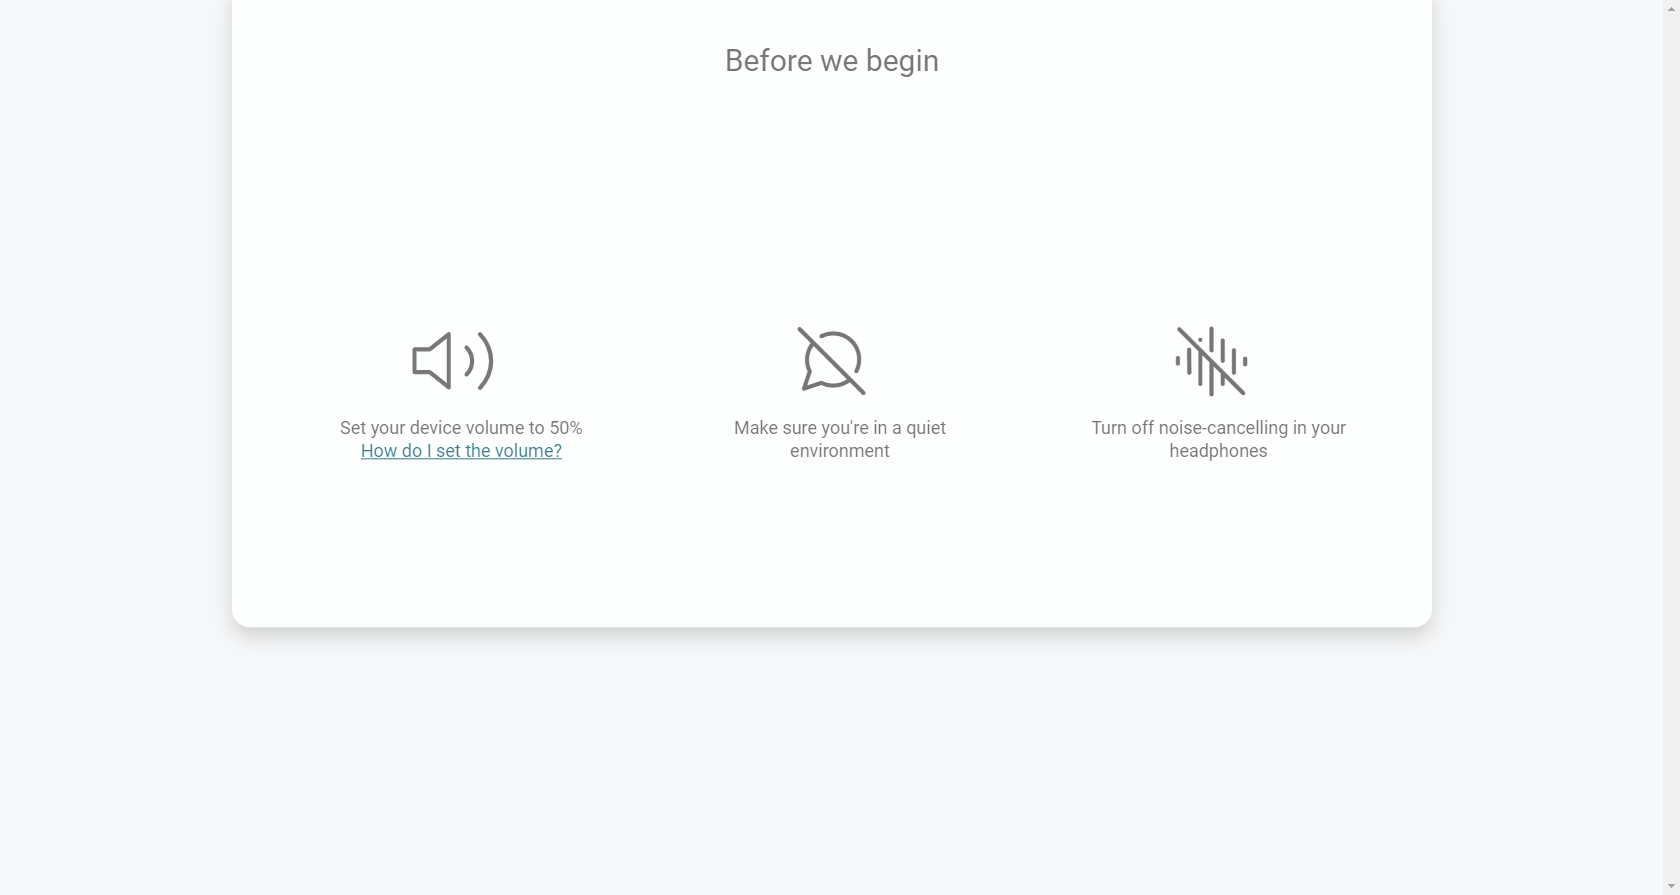 Before we begin
Set your device volume to 50%
How do I set the volume?
Make sure you're in a quiet
environment
Turn off noise-cancelling in your
headphones